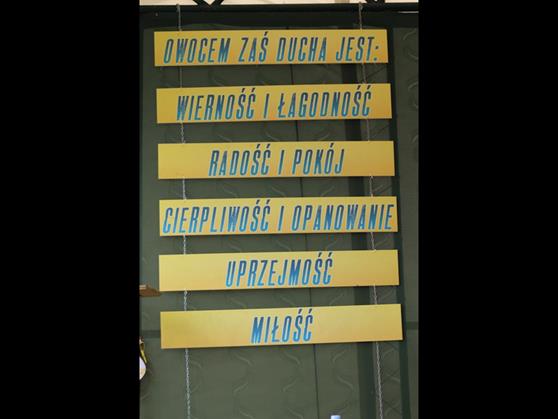 OWOCEM ZAŚ DUCHA JEST:
WIERNOŚĆ I ŁAGODNOŚĆ
RADOŚĆ I POKÓJ
CIERPLIWOŚĆ I OPANOWANIE
UPRZEJMOŚĆ
MIŁOŚĆ